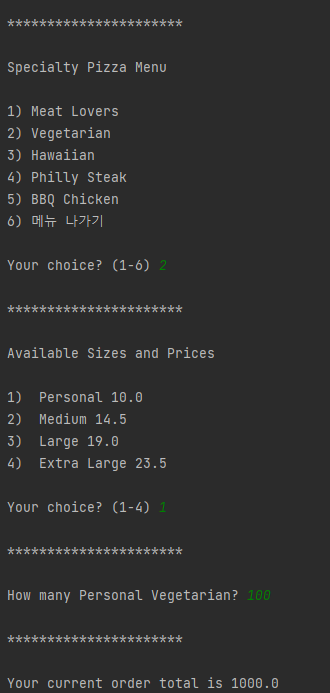 **********************
Specialty Pizza Menu
1) Meat Lovers
2) Vegetarian
3) Hawaiian
4) Philly Steak
5) BBQ Chicken
6) 메뉴 나가기
Your choice? (1-6) 2
**********************
Available Sizes and Prices
1)  Personal 10.0
2)  Medium 14.5
3)  Large 19.0
4)  Extra Large 23.5
Your choice? (1-4) 1
**********************
How many Personal Vegetarian? 100
**********************
Your current order total is 1000.0